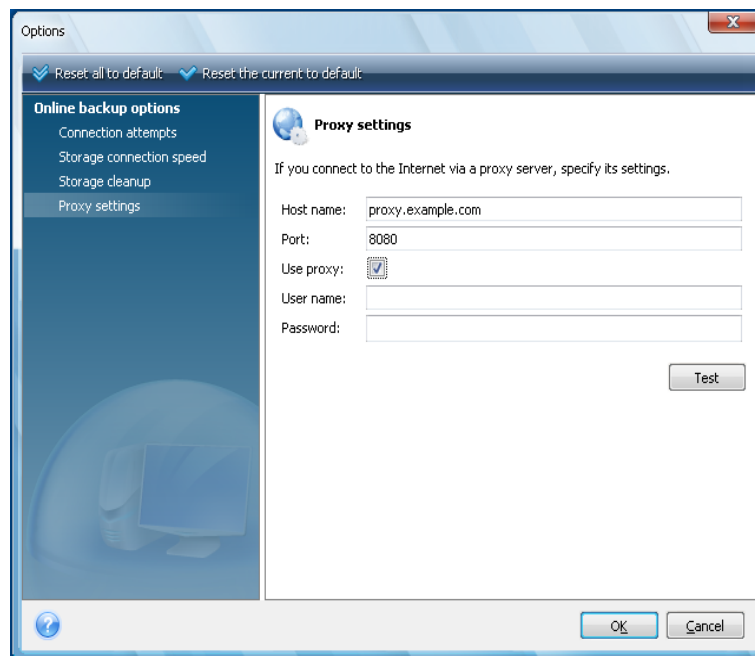 Options
X
Reset all to default Reset the current to default
Online backup options
Connection attempts
Storage connection speed
Storage cleanup
Proxy settings
Proxy settings
If you connect to the Internet via a proxy server, specify its settings.
Host name: proxy.example.com
Port: 8080
Use proxy:
User name:
Password:
Test
?
OK Cancel